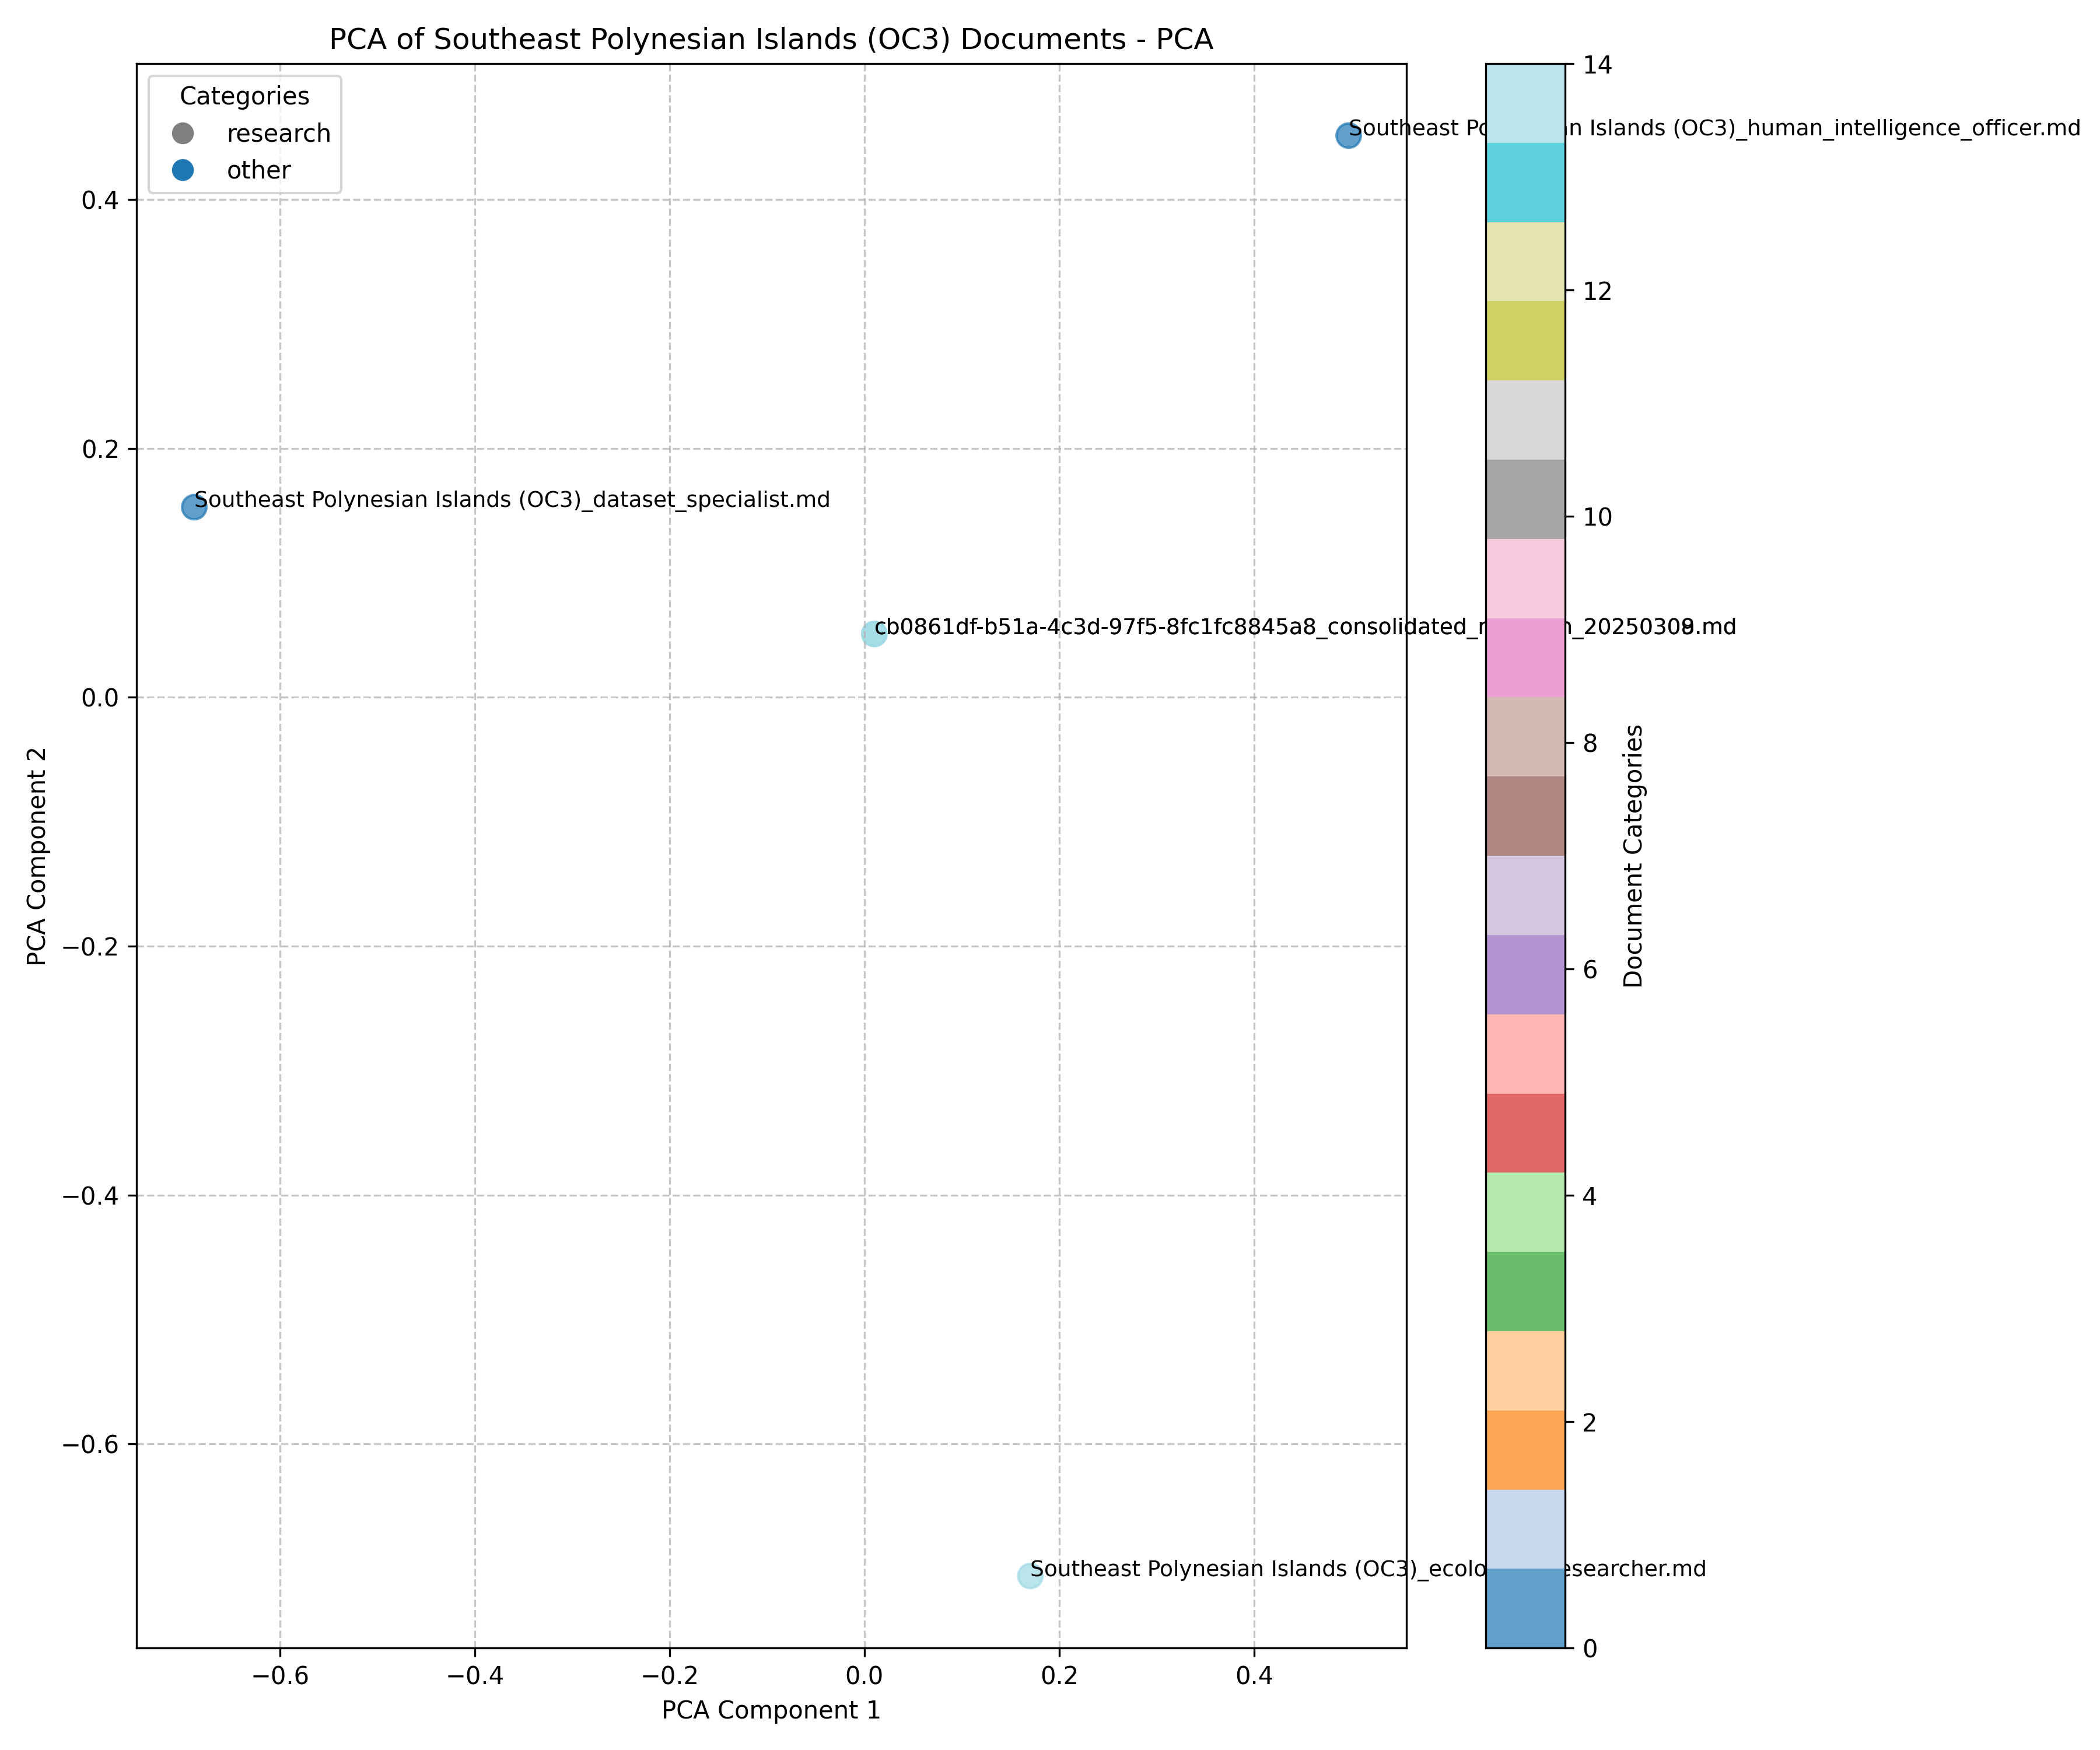 PCA of Southeast Polynesian Islands (OC3) Documents - PCA
Categories
research
other
Southeast Po n Islands (OC3)_human_intelligence_officer.md
Southeast Polynesian Islands (OC3)_dataset_specialist.md
cb0861df-b51a-4c3d-97f5-8fc1fc8845a8_consolidated_ _2025030 .md
Southeast Polynesian Islands (OC3)_ecolo esearcher.md
0.4
0.2
0.0
−0.2
−0.4
−0.6
PCA Component 2
−0.6
−0.4
−0.2
0.0
0.2
0.4
PCA Component 1
14
12
10
8
6
4
2
0
Document Categories